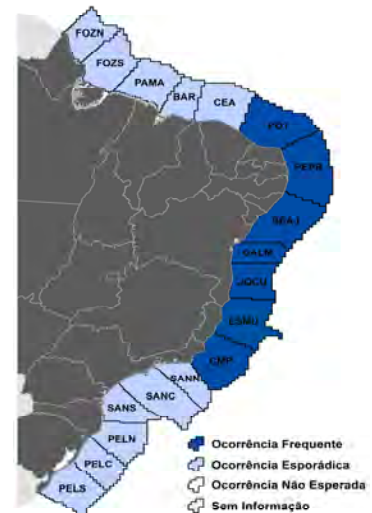 FOZN
FOZS
PAMA
BAR
CEA
POT
PEPB
SEAJ
CALM
JQCU
ESMU
CMP
SANN
SANC
SANS
PELN
PELC
PELS
Ocorrência Frequente
Ocorrência Esporádica
Ocorrência Não Esperada
Sem Informação